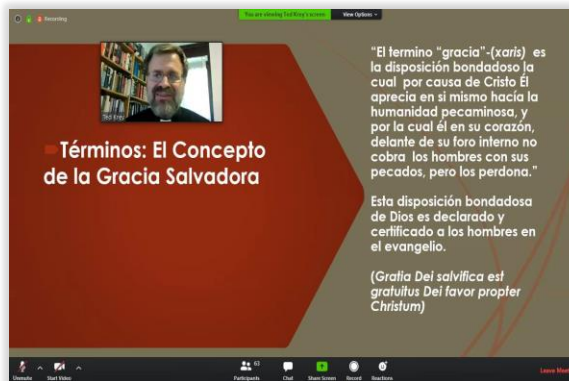 Recording
You are viewing Ted Krey's screen
View Options
Ted Krey
Términos: El Concepto
de la Gracia Salvadora
"El termino "gracia"-(xaris) es
la disposición bondadoso la
cual por causa de Cristo Él
aprecia en si mismo hacía la
humanidad pecaminosa, y
por la cual él en su corazón,
delante de su foro interno no
cobra los hombres con sus
pecados, pero los perdona."
Esta disposición bondadosa
de Dios es declarado y
certificado a los hombres en
el evangelio.
(Gratia Dei salvifica est
gratuitus Dei favor propter
Christum)
Unmute
Start Video
Participants
61
Chat
Share Screen
Record
Reactions
Leave